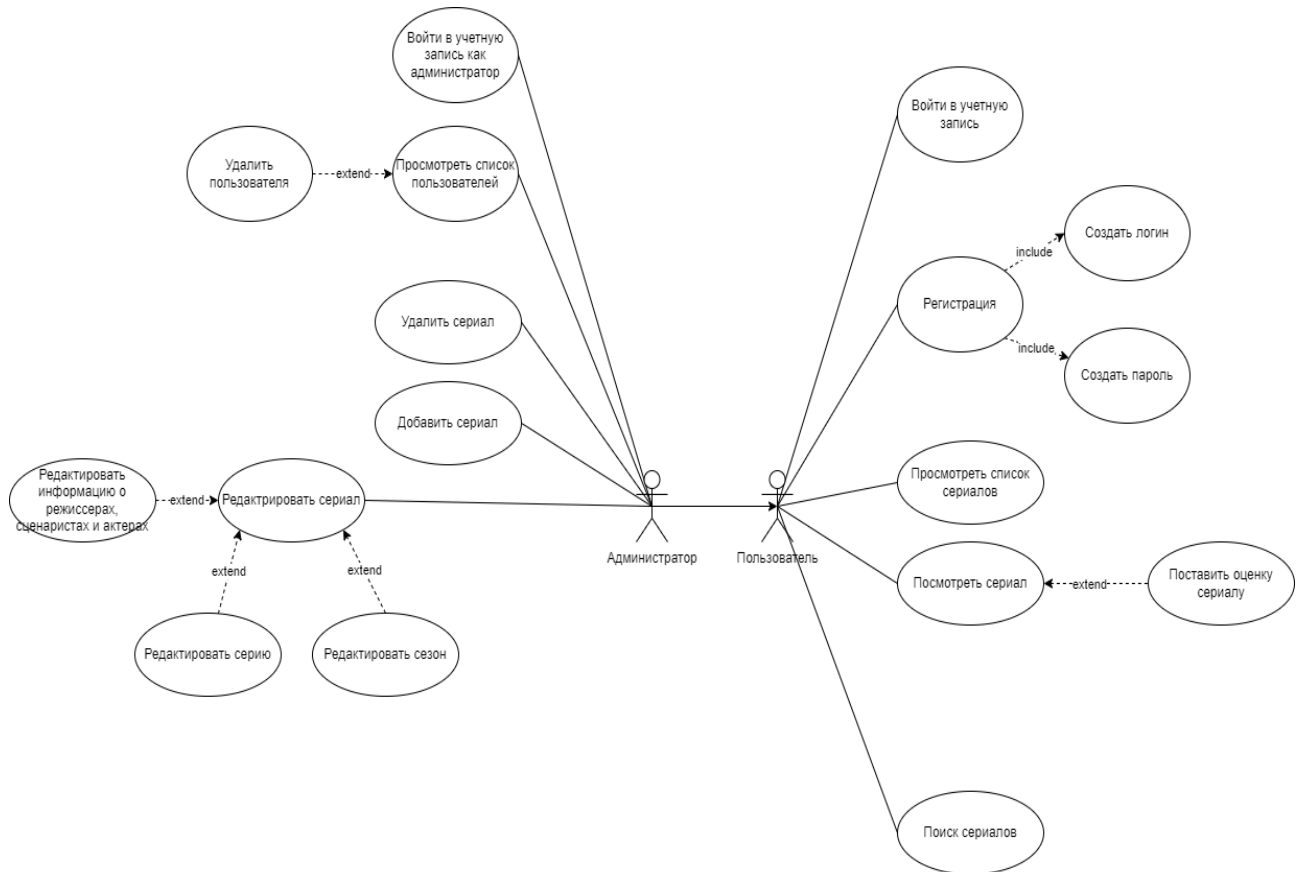 Войти в учетную
запись как
администратор
Войти в учетную
запись
Удалить
пользователя
extend
Просмотреть список
пользователей
Создать логин
include
Регистрация
include
Создать пароль
Удалить сериал
Добавить сериал
Редактировать
информацию о
режиссерах,
сценаристах и актерах
extend
Редактрировать сериал
Просмотреть список
сериалов
Администратор
Пользователь
extend
extend
Посмотреть сериал
extend
Поставить оценку
сериалу
Редактировать серию
Редактировать сезон
Поиск сериалов